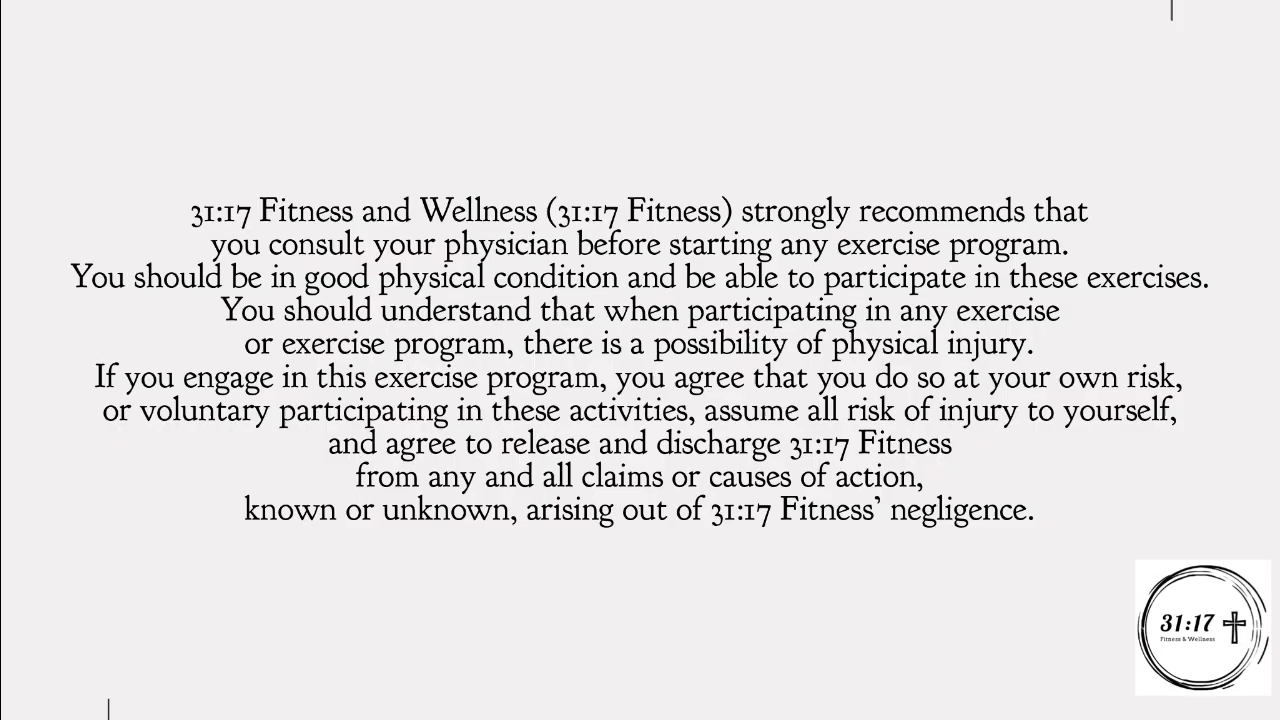 31:17 Fitness and Wellness (31:17 Fitness) strongly recommends that
you consult your physician before starting any exercise program.
You should be in good physical condition and be able to participate in these exercises.
You should understand that when participating in any exercise
or exercise program, there is a possibility of physical injury.
If you engage in this exercise program, you agree that you do so at your own risk,
or voluntary participating in these activities, assume all risk of injury to yourself,
and agree to release and discharge 31:17 Fitness
from any and all claims or causes of action,
known or unknown, arising out of 31:17 Fitness’ negligence.
31:17
Fitness & Wellness